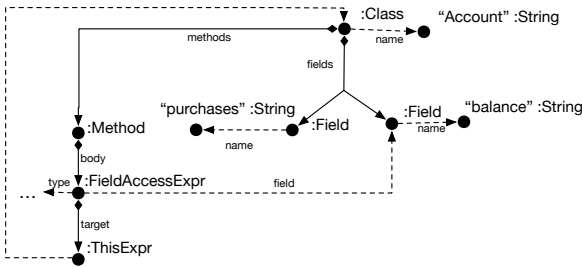 :Class
“Account” :String
name
methods
fields
“purchases” :String
:Field
“balance” :String
:Field
name
:Method
name
body
type
:FieldAccessExpr
field
...
target
:ThisExpr